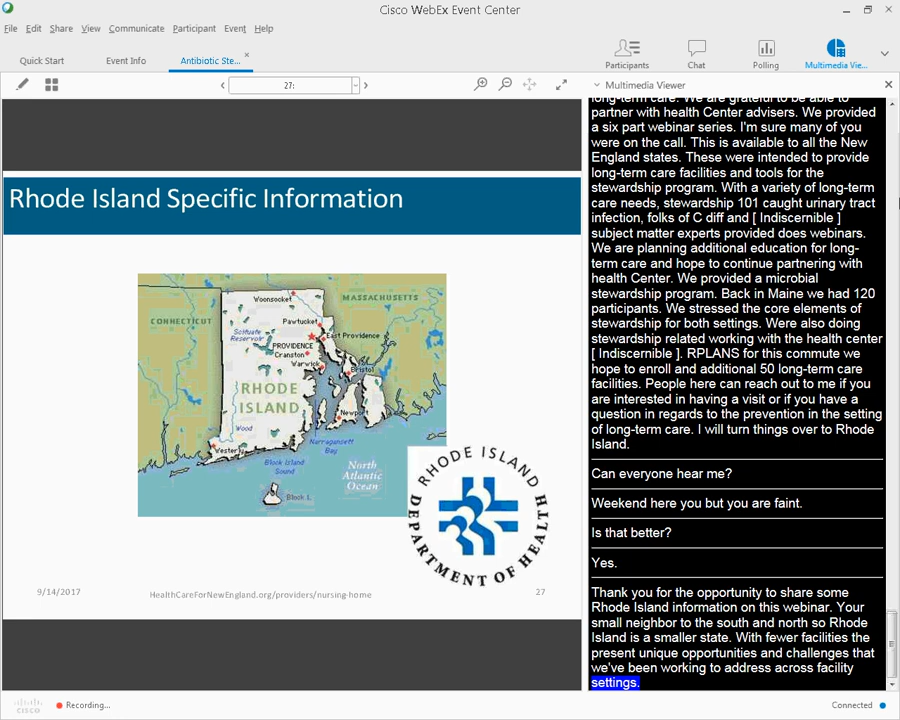 Cisco WebEx Event Center
File Edit Share View Communicate Participant Event Help
Quick Start Event Info Antibiotic Ste...
Participants Chat Polling Multimedia Vie...
27:
Multimedia Viewer
Rhode Island Specific Information
Woonsocket
MASSACHUSETTS
CONNECTICUT
Pawtucket
Scituate
Reservoir
East Providence
PROVIDENCE
Cranston
Warwick
Bristol
RHODE
ISLAND
Newport
Wood
Narragansett
Bay
Westerly
Block Island
Sound
North
Atlantic
Ocean
Block I.
RHODE ISLAND
DEPARTMENT OF HEALTH
9/14/2017
HealthCareForNewEngland.org/providers/nursing-home
27
long-term care. We are grateful to be able to
partner with health Center advisers. We provided
a six part webinar series. I'm sure many of you
were on the call. This is available to all the New
England states. These were intended to provide
long-term care facilities and tools for the
stewardship program. With a variety of long-term
care needs, stewardship 101 caught urinary tract
infection, folks of C diff and [ Indiscernible ]
subject matter experts provided does webinars.
We are planning additional education for long-
term care and hope to continue partnering with
health Center. We provided a microbial
stewardship program. Back in Maine we had 120
participants. We stressed the core elements of
stewardship for both settings. Were also doing
stewardship related working with the health center
[ Indiscernible ]. RPLANS for this commute we
hope to enroll and additional 50 long-term care
facilities. People here can reach out to me if you
are interested in having a visit or if you have a
question in regards to the prevention in the setting
of long-term care. I will turn things over to Rhode
Island.
Can everyone hear me?
Weekend here you but you are faint.
Is that better?
Yes.
Thank you for the opportunity to share some
Rhode Island information on this webinar. Your
small neighbor to the south and north so Rhode
Island is a smaller state. With fewer facilities the
present unique opportunities and challenges that
we've been working to address across facility
settings.
cisco
Recording...
Connected